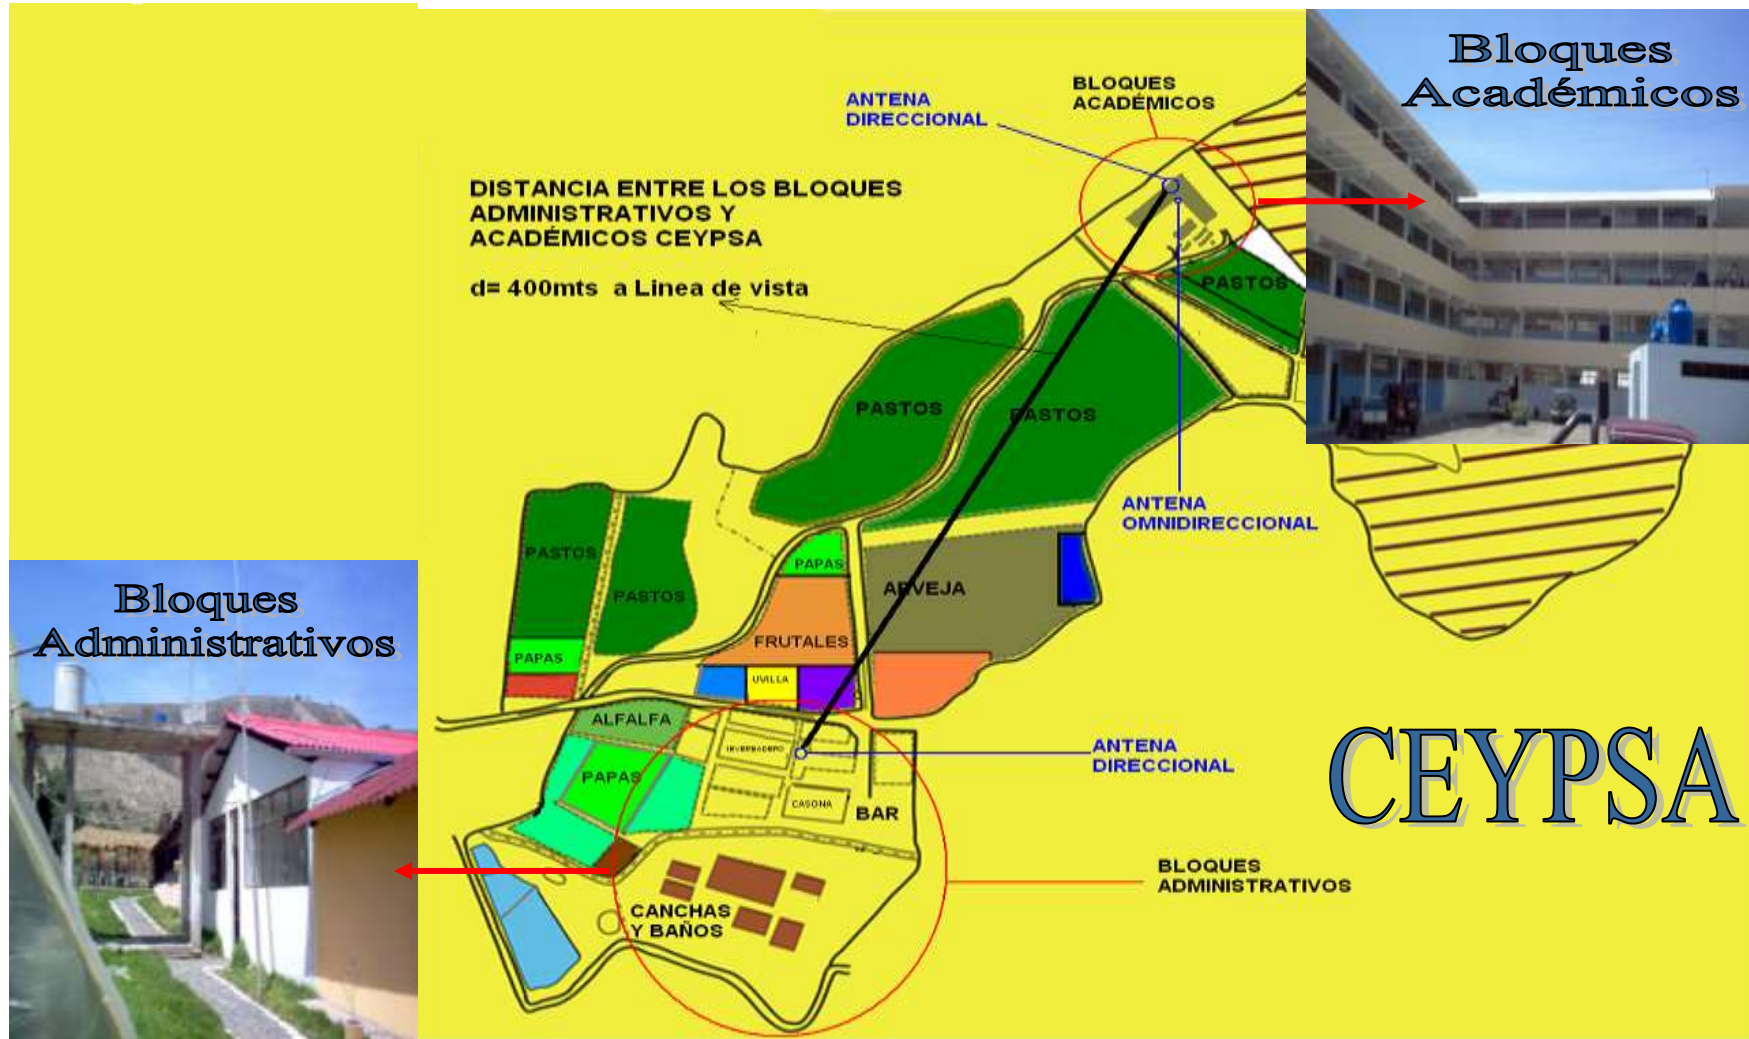 Bloques
Académicos
BLOQUES
ACADÉMICOS
ANTENA
DIRECCIONAL
DISTANCIA ENTRE LOS BLOQUES
ADMINISTRATIVOS Y
ACADÉMICOS CEYPSA
d= 400mts a Linea de vista
PASTOS
PASTOS
PASTOS
ANTENA
OMNIDIRECCIONAL
PASTOS
PASTOS
PAPAS
ARVEJA
FRUTALES
PAPAS
UVILLA
Bloques
Administrativos
ALFALFA
INVERNADERO
ANTENA
DIRECCIONAL
PAPAS
CASONA
BAR
CEYPSA
BLOQUES
ADMINISTRATIVOS
CANCHAS
Y BAÑOS